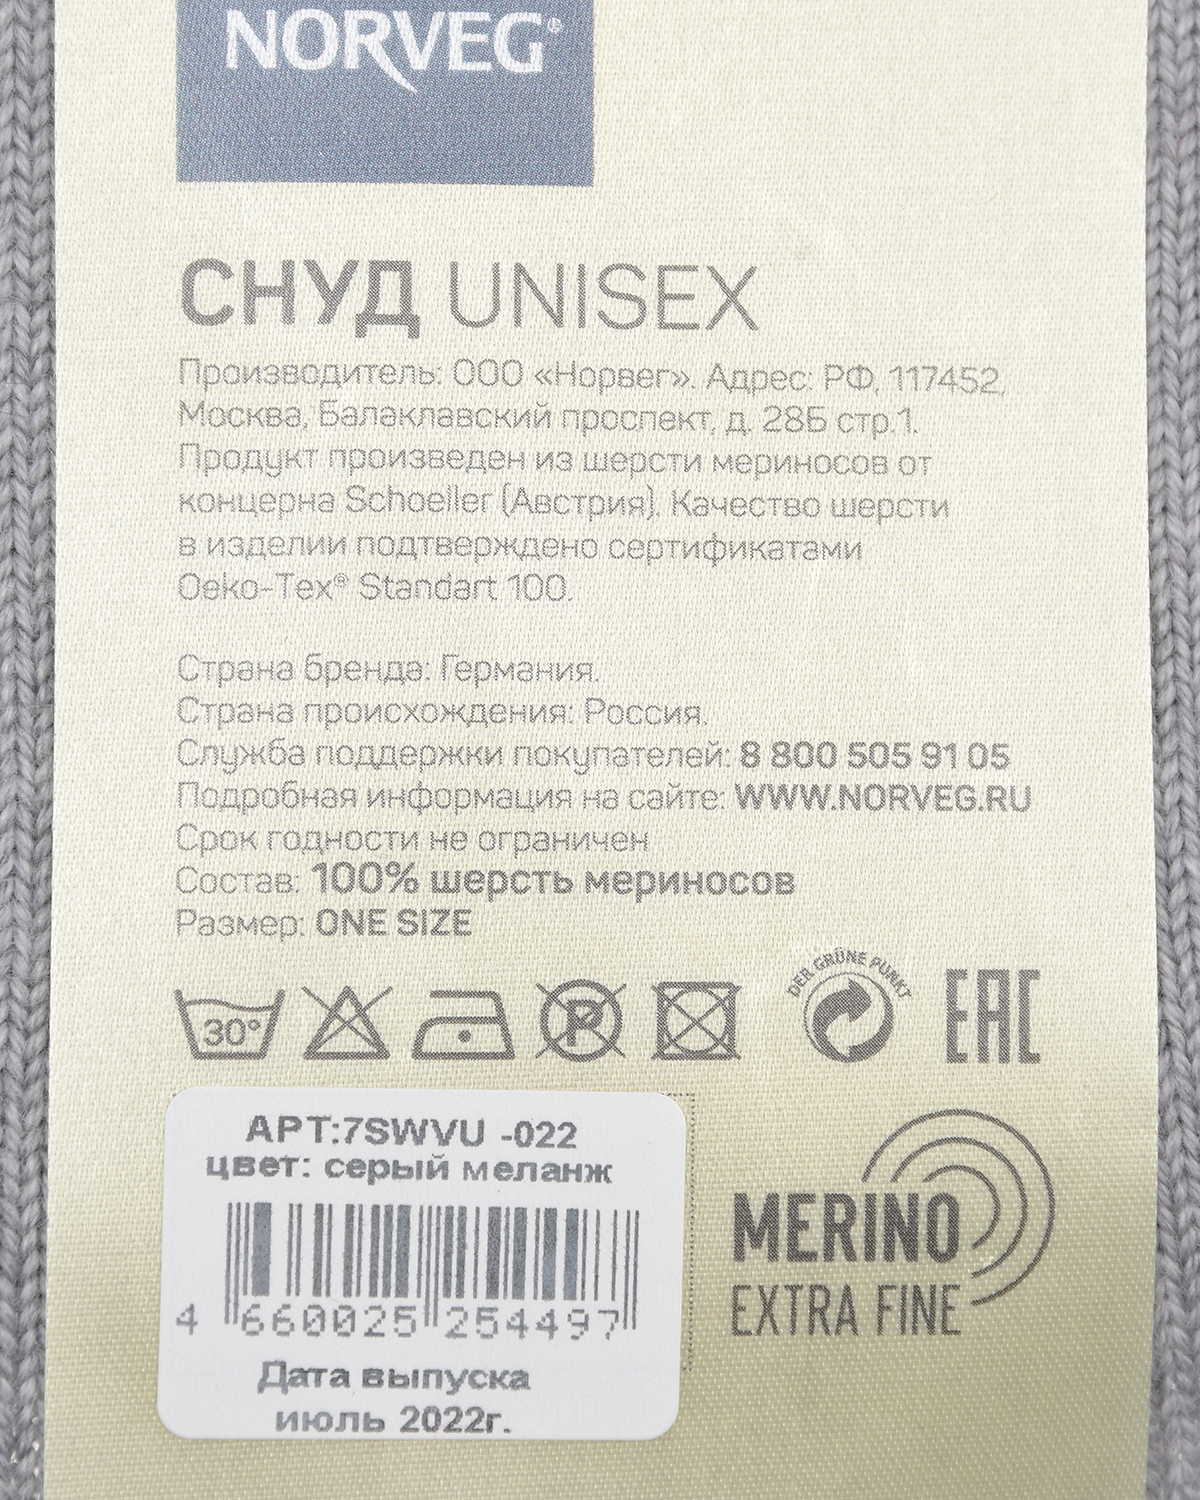 NORVEG®
СНУД UNISEX
Производитель: ООО «Норвег». Адрес: РФ, 117452,
Москва, Балаклавский проспект, д. 28Б стр.1.
Продукт произведен из шерсти мериносов от
концерна Schoeller (Австрия). Качество шерсти
в изделии подтверждено сертификатами
Oeko-Tex® Standart 100.
Страна бренда: Германия.
Страна происхождения: Россия.
Служба поддержки покупателей: 8 800 505 91 05
Подробная информация на сайте: WWW.NORVEG.RU
Срок годности не ограничен
Состав: 100% шерсть мериносов
Размер: ONE SIZE
30° P DER GRÜNE PUNKT EAC
АРТ:7SWVU -022
цвет: серый меланж
4 660025 254497
Дата выпуска
июль 2022г.
MERINO
EXTRA FINE